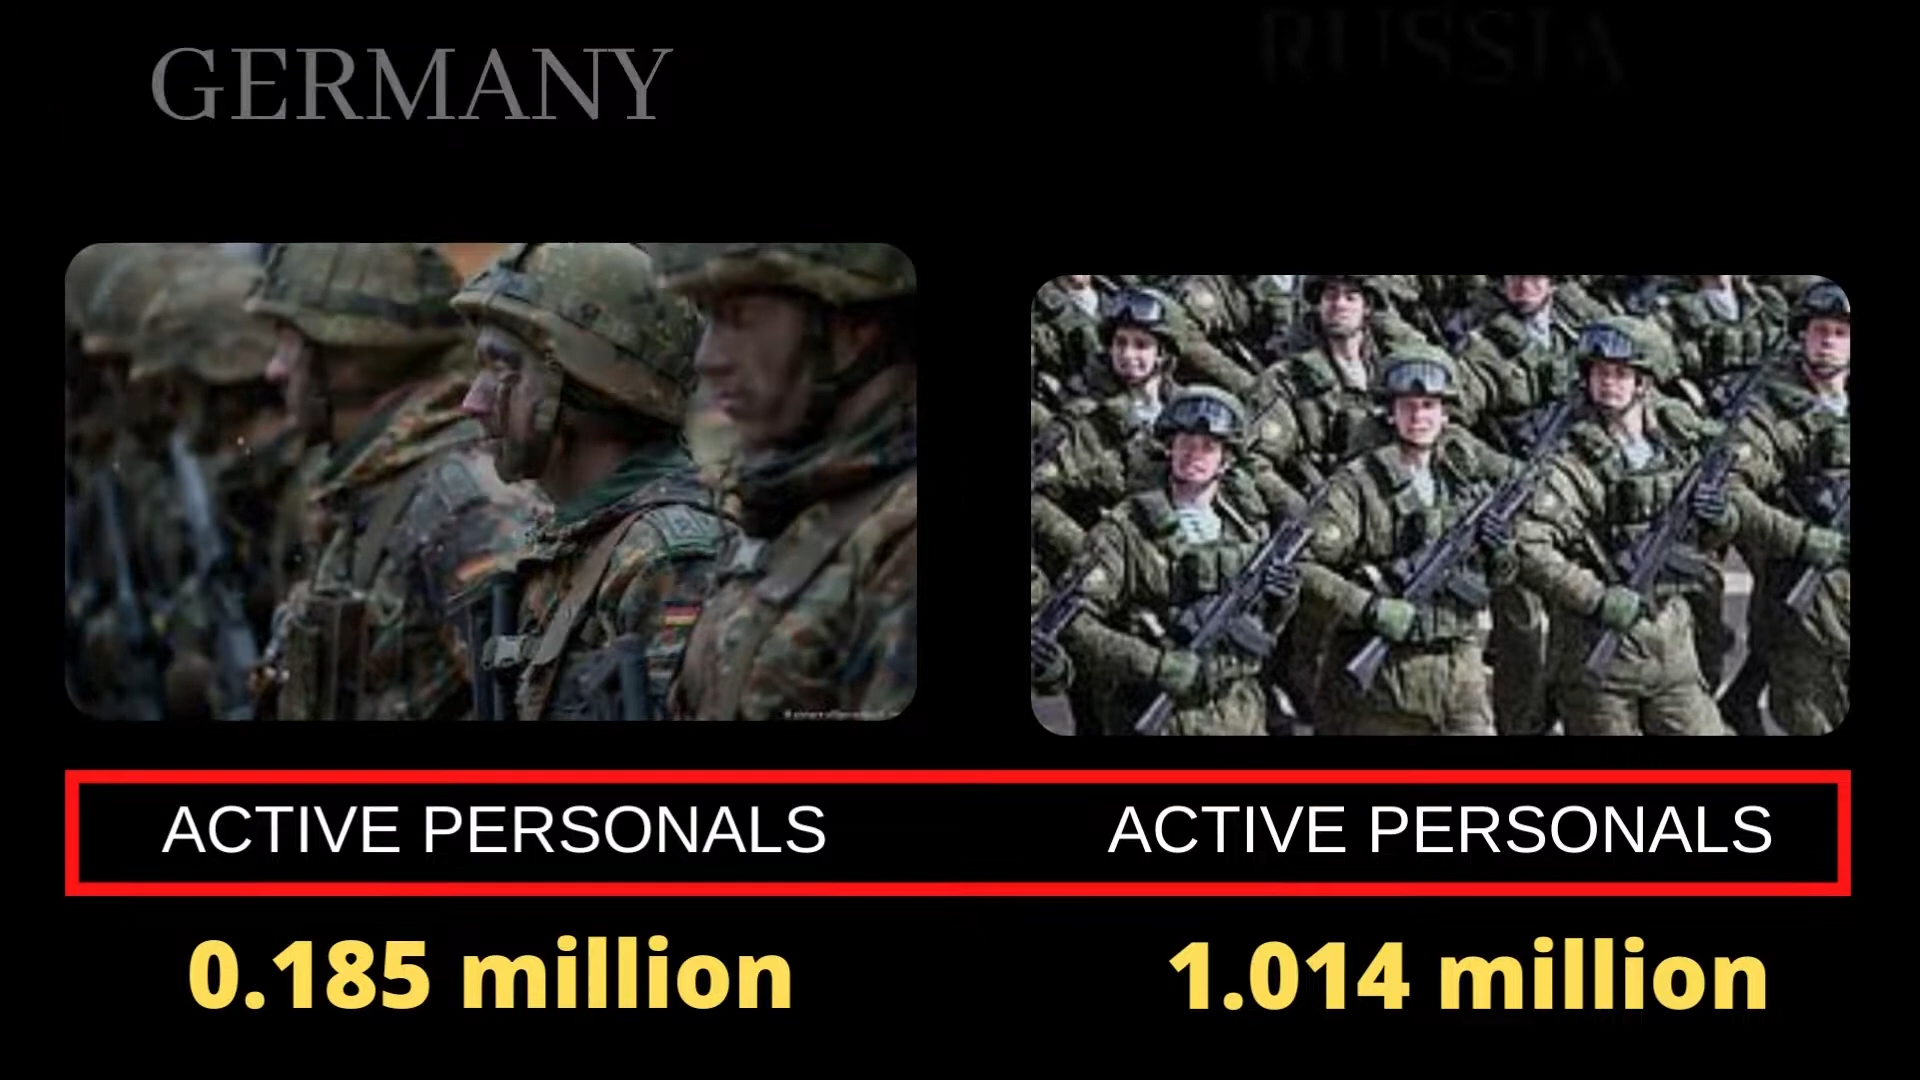 GERMANY
RUSSIA
ACTIVE PERSONALS
ACTIVE PERSONALS
0.185 million
1.014 million